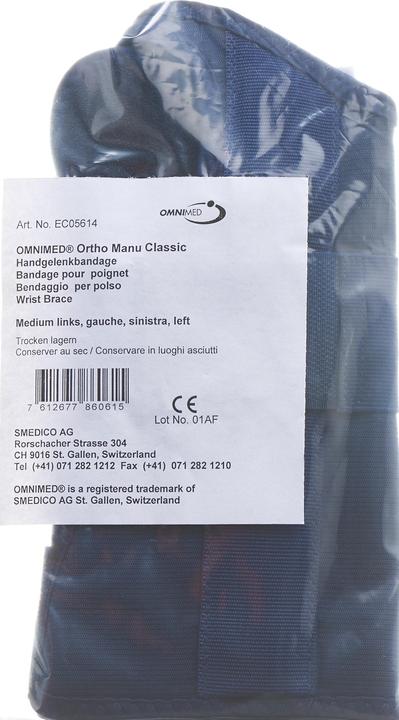 OMNIMED
Art. No. EC05614
OMNIMED® Ortho Manu Classic
Handgelenkbandage
Bandage pour poignet
Bendaggio per polso
Wrist Brace
Medium links, gauche, sinistra, left
Trocken lagern
Conserver au sec / Conservare in luoghi asciutti
7 612677 860615
CE
Lot No. 01AF
SMEDICO AG
Rorschacher Strasse 304
CH 9016 St. Gallen, Switzerland
Tel (+41) 071 282 1212 Fax (+41) 071 282 1210
OMNIMED® is a registered trademark of
SMEDICO AG St. Gallen, Switzerland